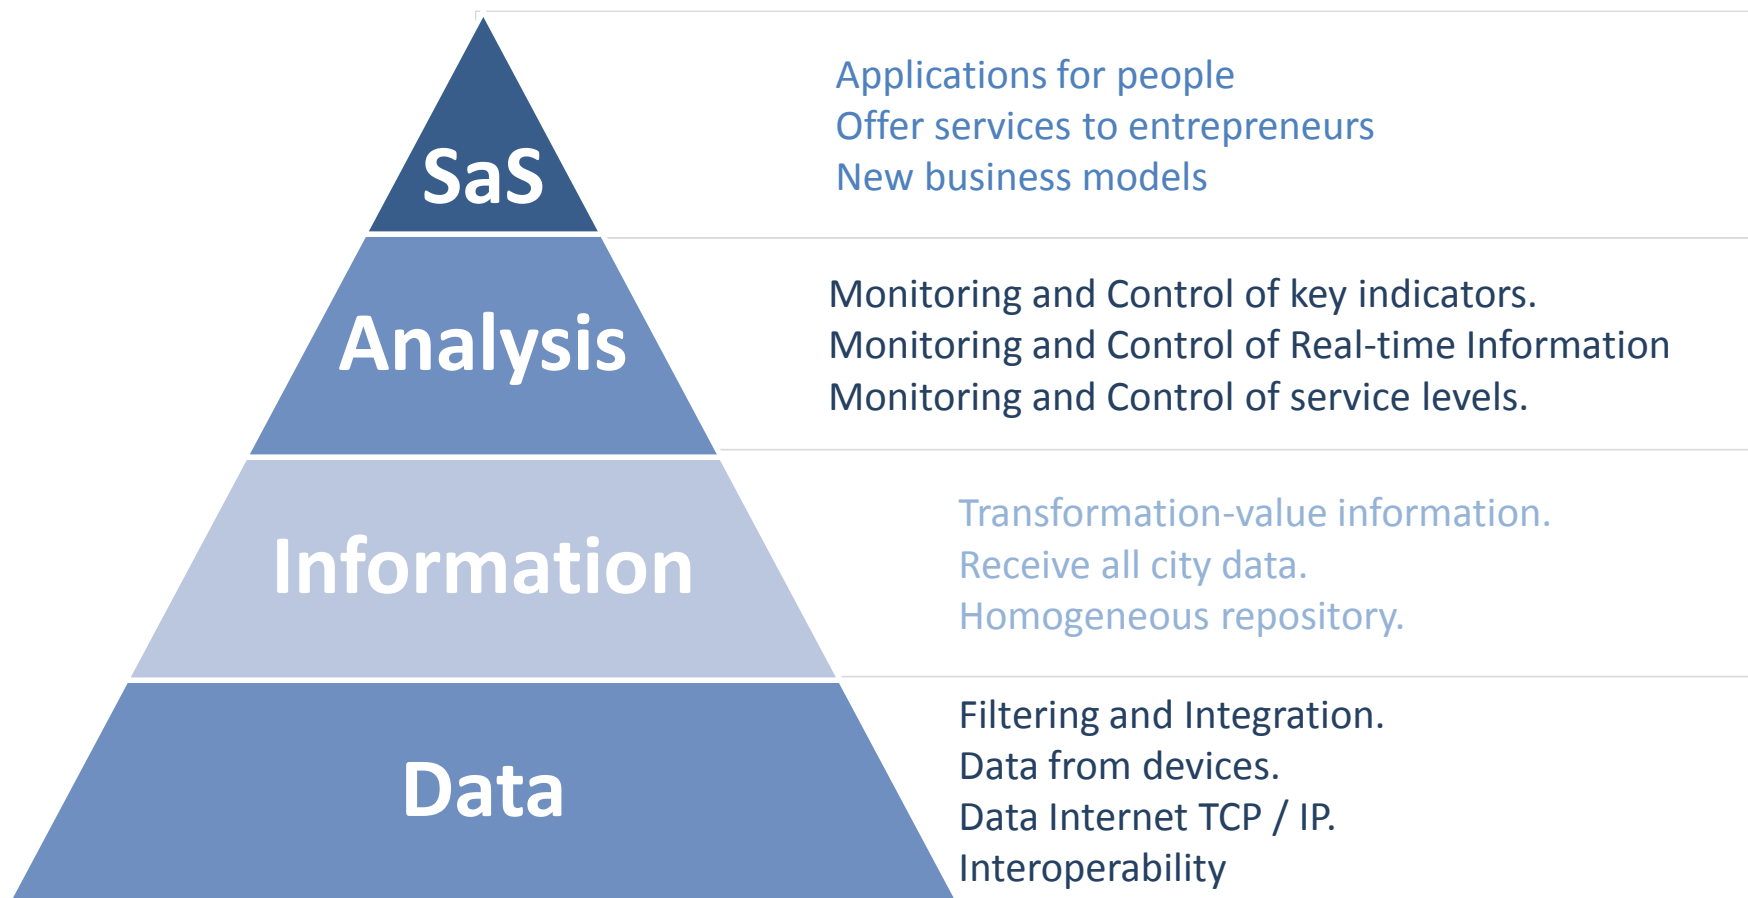 SaS
Applications for people
Offer services to entrepreneurs
New business models
Analysis
Monitoring and Control of key indicators.
Monitoring and Control of Real-time Information
Monitoring and Control of service levels.
Information
Transformation-value information.
Receive all city data.
Homogeneous repository.
Data
Filtering and Integration.
Data from devices.
Data Internet TCP / IP.
Interoperability